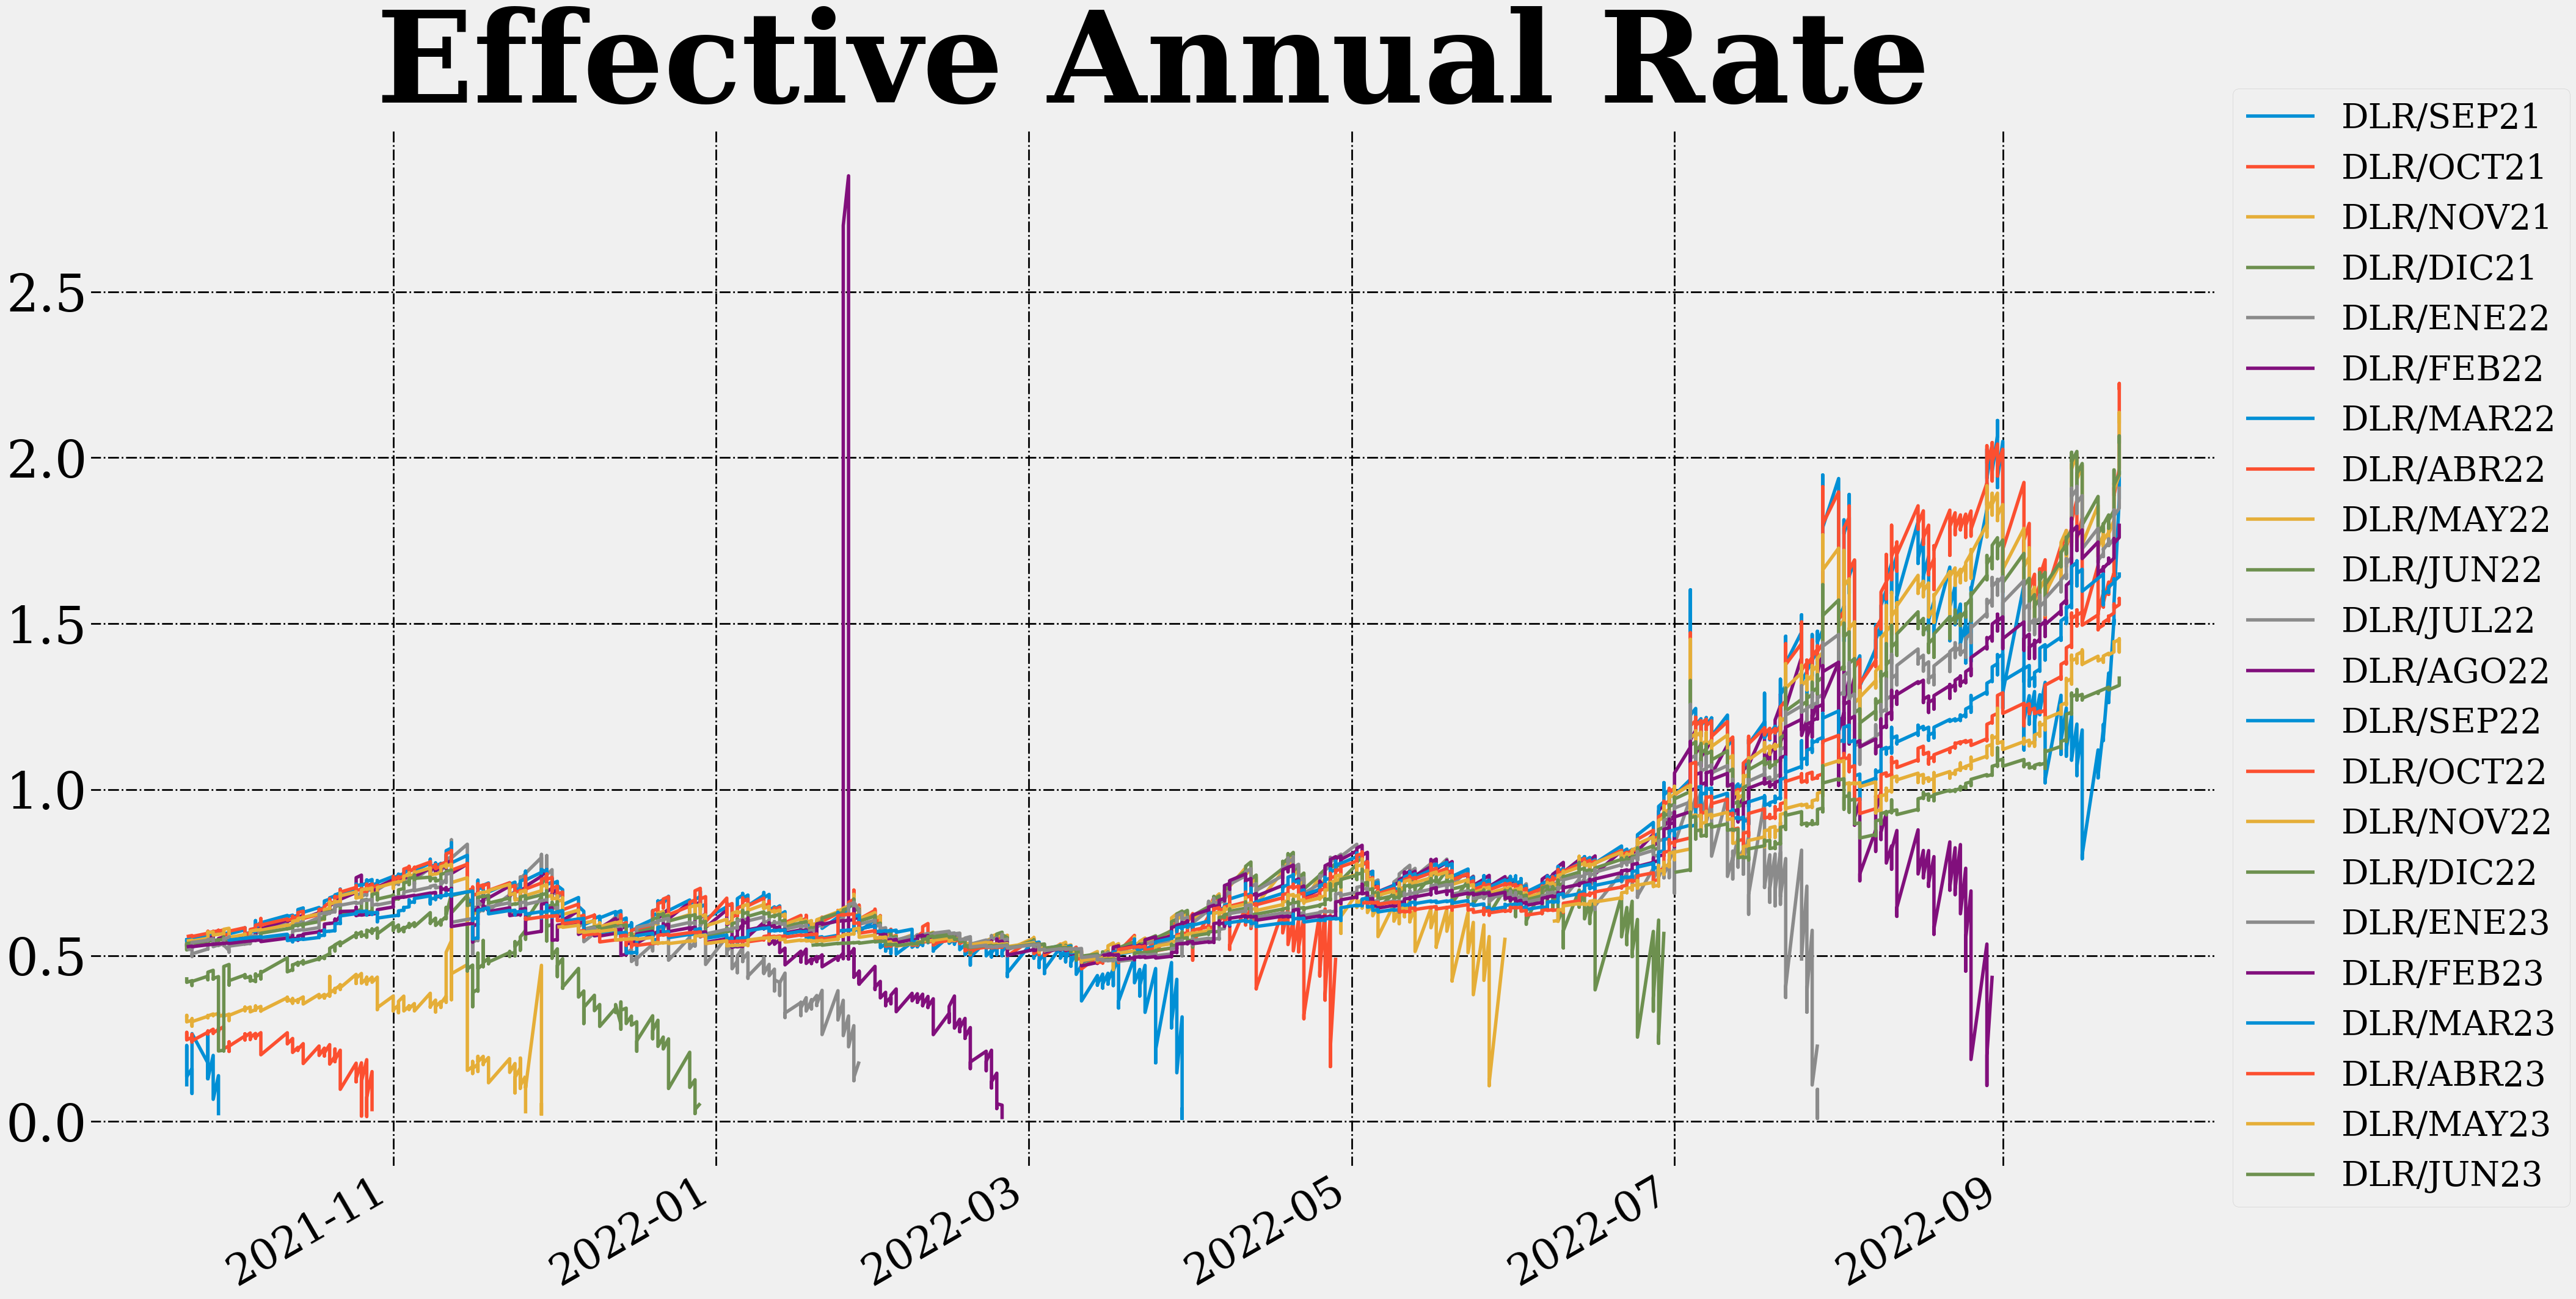 Effective Annual Rate
2.5
2.0
1.5
1.0
0.5
0.0
2021-11
2022-01
2022-03
2022-05
2022-07
2022-09
DLR/SEP21
DLR/OCT21
DLR/NOV21
DLR/DIC21
DLR/ENE22
DLR/FEB22
DLR/MAR22
DLR/ABR22
DLR/MAY22
DLR/JUN22
DLR/JUL22
DLR/AGO22
DLR/SEP22
DLR/OCT22
DLR/NOV22
DLR/DIC22
DLR/ENE23
DLR/FEB23
DLR/MAR23
DLR/ABR23
DLR/MAY23
DLR/JUN23